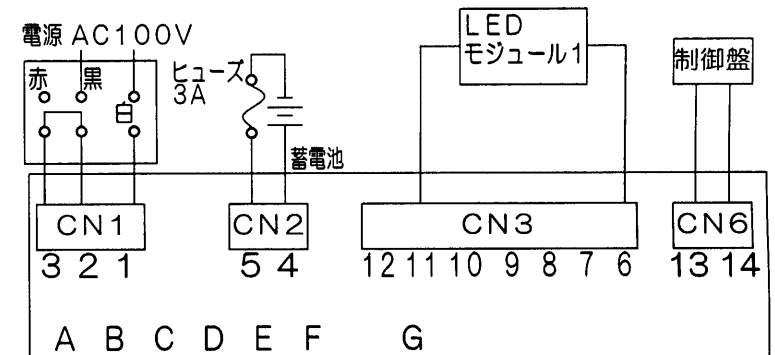 電源 AC100V
赤 黒
白
ヒューズ
3A
蓄電池
LED
モジュール1
制御盤
CN1 CN2 CN3 CN6
3 2 1 5 4 12 11 10 9 8 7 6 13 14
A B C D E F G